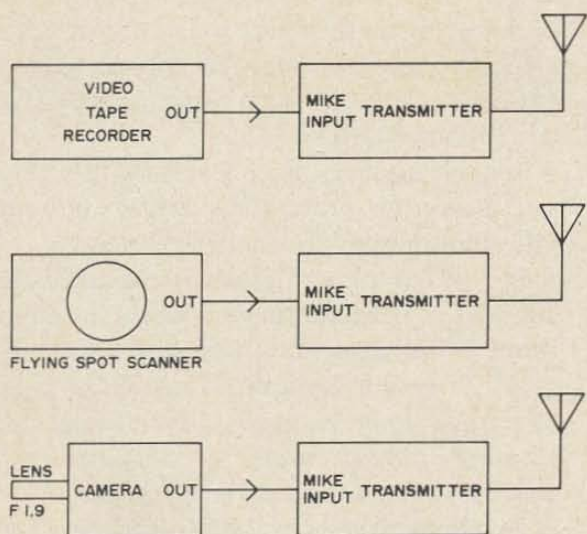 VIDEO
TAPE
RECORDER
OUT
MIKE
INPUT
TRANSMITTER
OUT
FLYING SPOT SCANNER
MIKE
INPUT
TRANSMITTER
LENS
F 1.9
CAMERA
OUT
MIKE
INPUT
TRANSMITTER